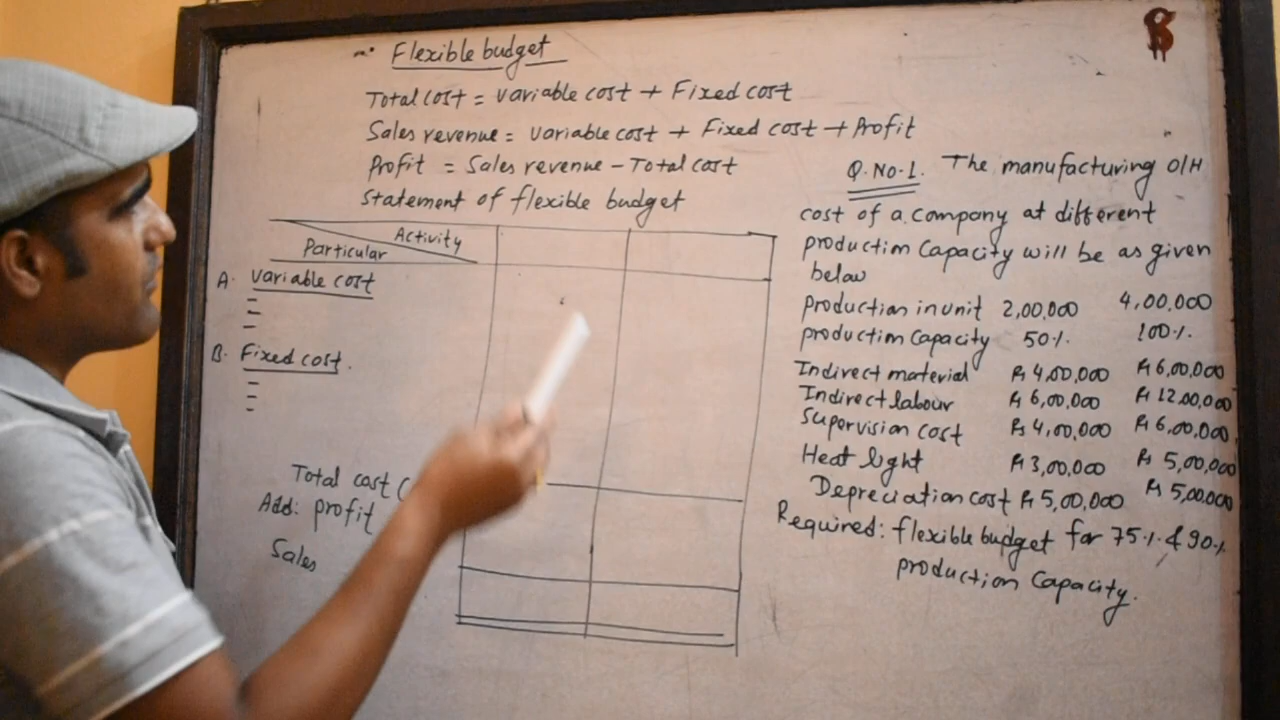 Flexible budget
Total cost = variable cost + Fixed cost
Sales revenue = variable cost + Fixed cost + Profit
Profit = Sales revenue - Total cost
Statement of flexible budget
Activity
Particular
A. Variable cost
B. Fixed cost.
Total cost (
Add: profit
Sales
Q. No. 1. The manufacturing O/H
cost of a company at different
production Capacity will be as given
below
production in unit 2,00,000 4,00,000
production Capacity 50% 100%
Indirect material Rs 4,00,000 Rs 6,00,000
Indirect labour Rs 6,00,000 Rs 12,00,000
Supervision cost Rs 4,00,000 Rs 6,00,000
Heat light Rs 3,00,000 Rs 5,00,000
Depreciation cost Rs 5,00,000 Rs 5,00,000
Required: flexible budget for 75% & 90%
production Capacity.